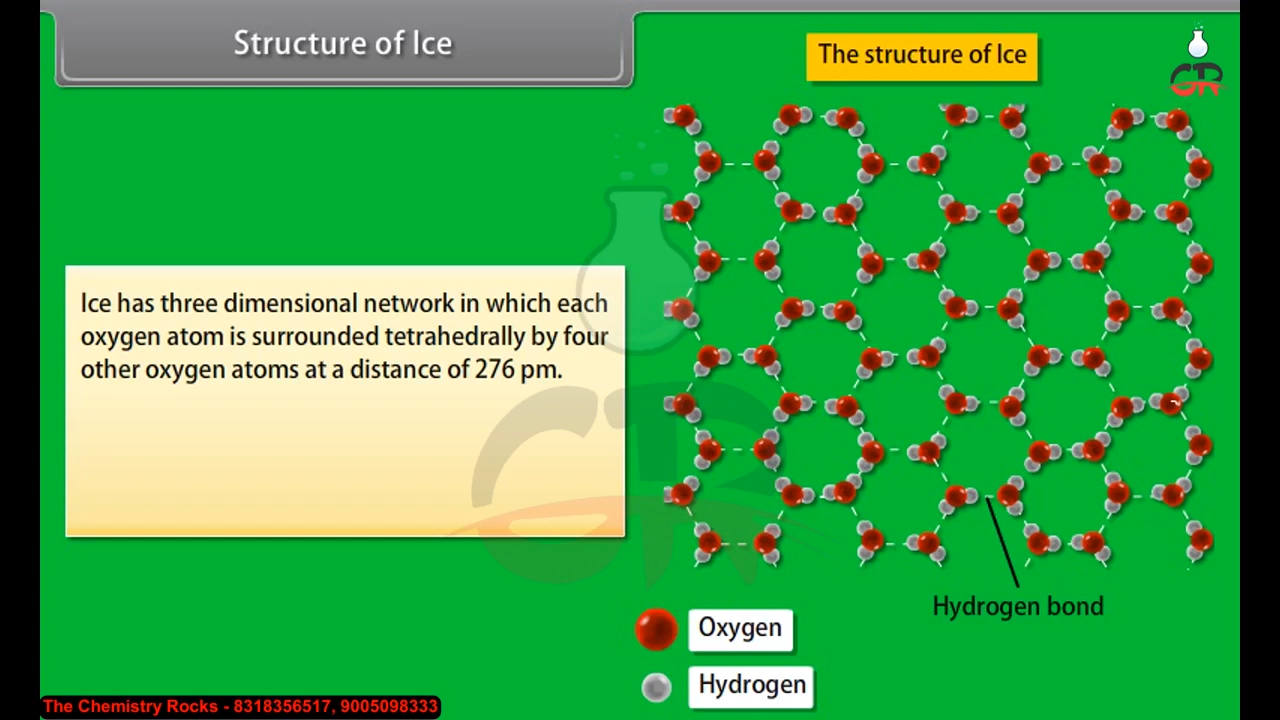 Structure of Ice
The structure of Ice
GR
Ice has three dimensional network in which each
oxygen atom is surrounded tetrahedrally by four
other oxygen atoms at a distance of 276 pm.
GR
Hydrogen bond
Oxygen
Hydrogen
The Chemistry Rocks - 8318356517, 9005098333